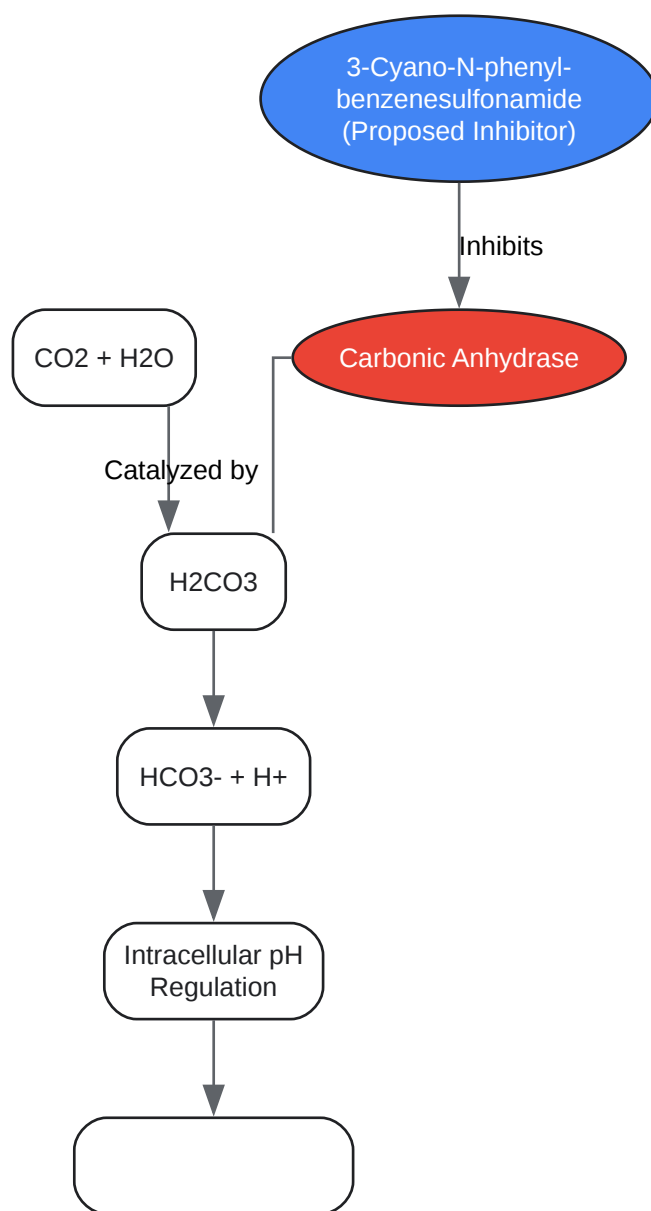 3-Cyano-N-phenyl-
benzenesulfonamide
(Proposed Inhibitor)
Inhibits
CO2 + H2O
Carbonic Anhydrase
Catalyzed by
H2CO3
HCO3- + H+
Intracellular pH
Regulation